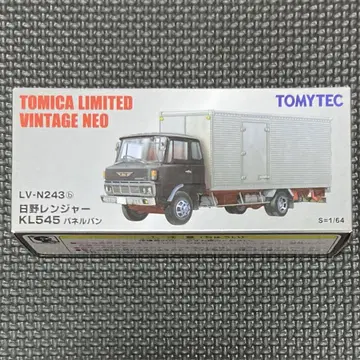 TOMICA LIMITED
VINTAGE NEO
TOMYTEC
LV-N243ⓑ
日野レンジャー
KL545 パネルバン
S=1/64